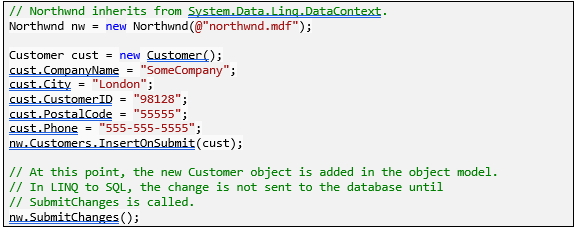 // Northwnd inherits from System.Data.Linq.DataContext.
Northwnd nw = new Northwnd(@"northwnd.mdf");
Customer cust = new Customer();
cust.CompanyName = "SomeCompany";
cust.City = "London";
cust.CustomerID = "98128";
cust.PostalCode = "55555";
cust.Phone = "555-555-5555";
nw.Customers.InsertOnSubmit(cust);
// At this point, the new Customer object is added in the object model.
// In LINQ to SQL, the change is not sent to the database until
// SubmitChanges is called.
nw.SubmitChanges();